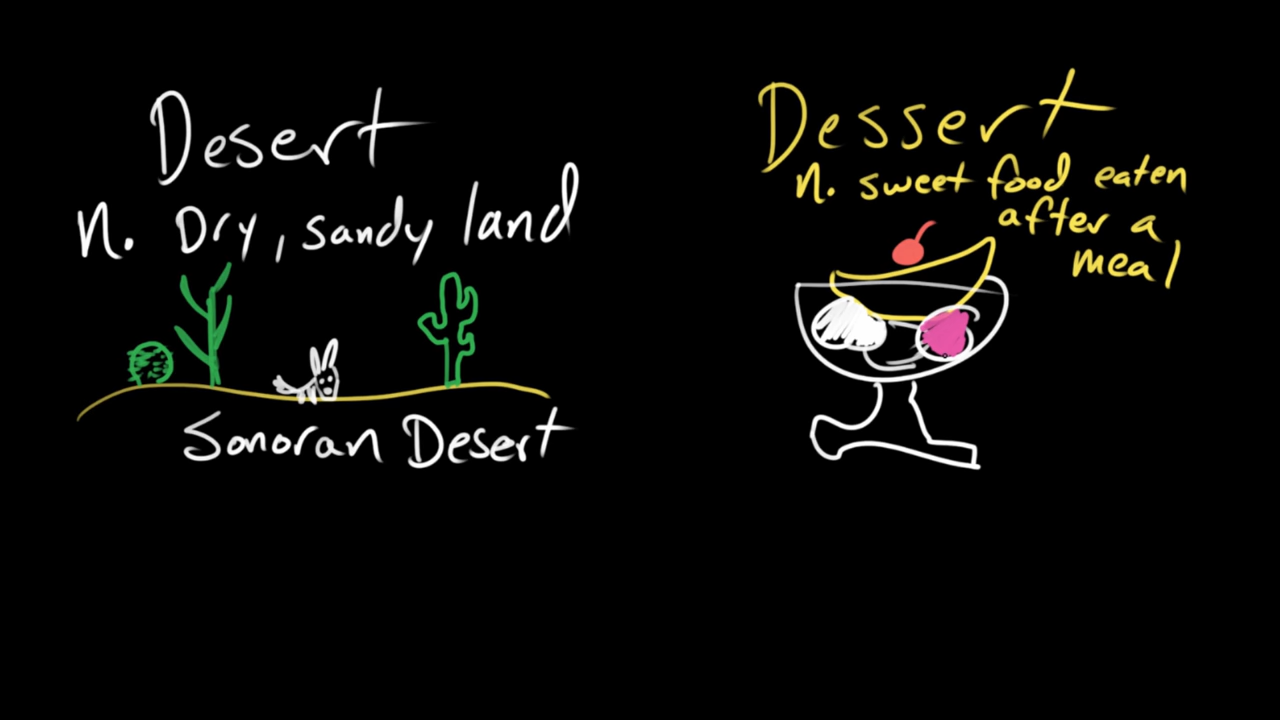 Desert
n. Dry, sandy land
Sonoran Desert
Dessert
n. sweet food eaten
after a
meal